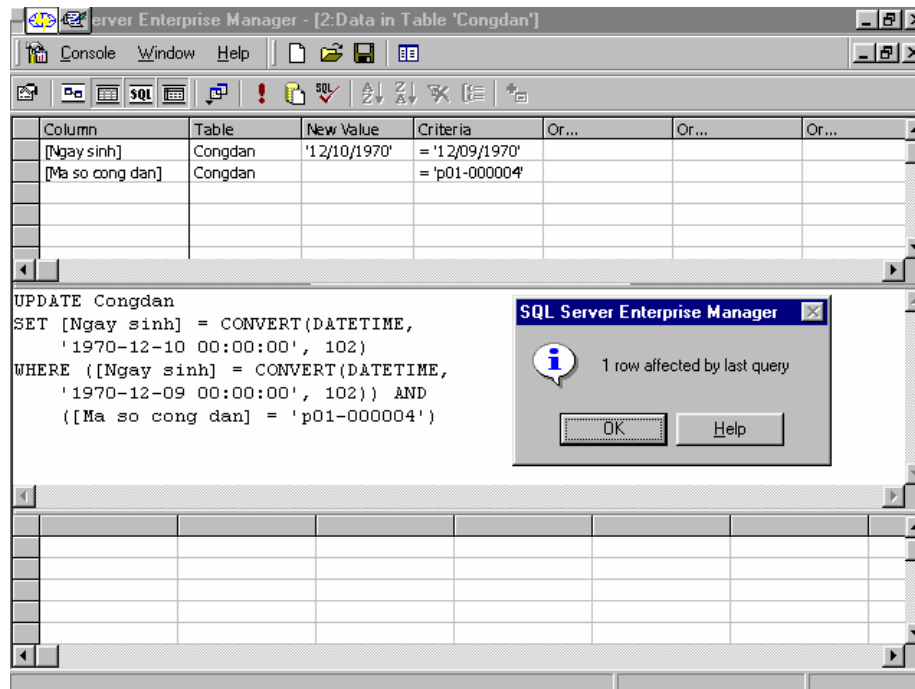 erver Enterprise Manager - [2:Data in Table 'Congdan']
Console Window Help
SQL SQL
Column Table New Value Criteria Or... Or... Or...
[Ngay sinh] Congdan '12/10/1970' = '12/09/1970'
[Ma so cong dan] Congdan = 'p01-000004'
UPDATE Congdan
SET [Ngay sinh] = CONVERT(DATETIME,
'1970-12-10 00:00:00', 102)
WHERE ([Ngay sinh] = CONVERT(DATETIME,
'1970-12-09 00:00:00', 102)) AND
([Ma so cong dan] = 'p01-000004')
SQL Server Enterprise Manager
1 row affected by last query
OK Help